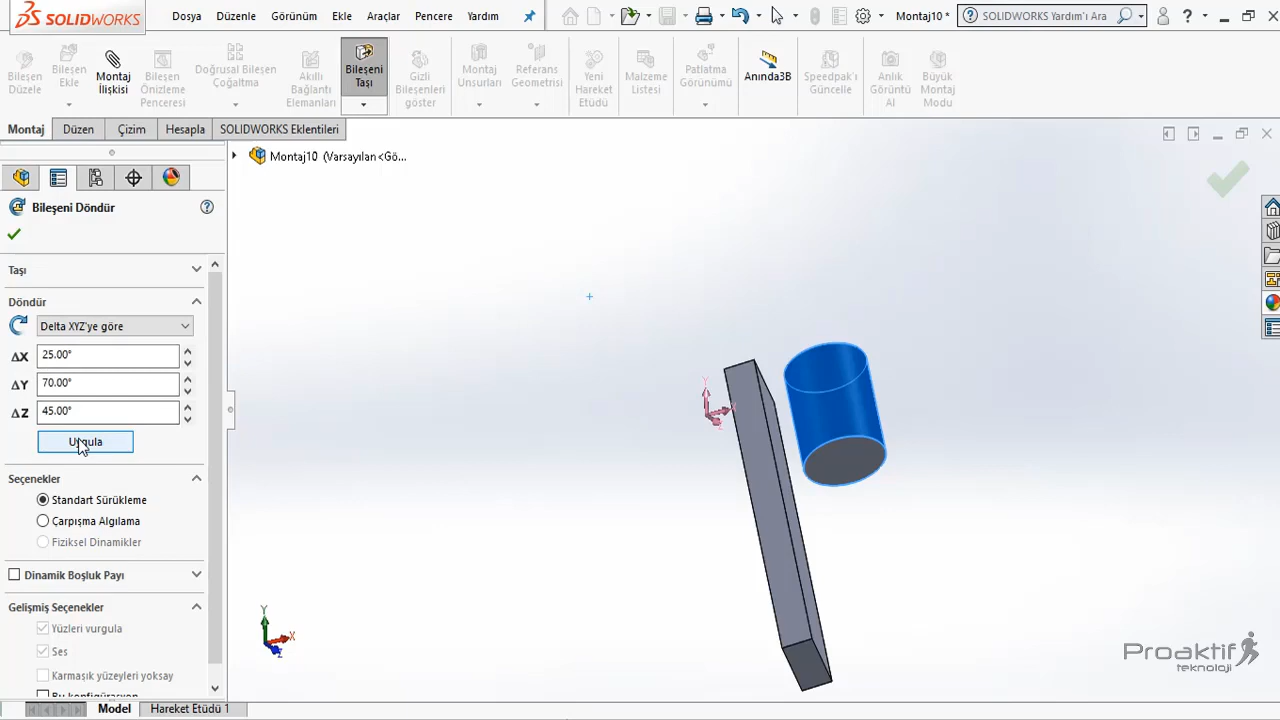 SOLIDWORKS
Dosya Düzenle Görünüm Ekle Araçlar Pencere Yardım
Montaj10 *
SOLIDWORKS Yardım'ı Ara
Bileşen Düzele
Bileşen Ekle
Montaj İlişkisi
Bileşen Önizleme Penceresi
Doğrusal Bileşen Çoğaltma
Akıllı Bağlantı Elemanları
Bileşeni Taşı
Gizli Bileşenleri göster
Montaj Unsurları
Referans Geometrisi
Yeni Hareket Etüdü
Malzeme Listesi
Patlatma Görünümü
Anında3B
Speedpak'i Güncelle
Anlık Görüntü Al
Büyük Montaj Modu
Montaj Düzen Çizim Hesapla SOLIDWORKS Eklentileri
Montaj10 (Varsayılan<Gö...
Bileşeni Döndür
Taşı
Döndür
Delta XYZ'ye göre
ΔX 25.00°
ΔY 70.00°
ΔZ 45.00°
Uygula
Seçenekler
Standart Sürükleme
Çarpışma Algılama
Fiziksel Dinamikler
Dinamik Boşluk Payı
Gelişmiş Seçenekler
Yüzleri vurgula
Ses
Karmaşık yüzeyleri yoksay
Bu konfigürasyon
Y
X
Z
Proaktif
teknoloji
Model Hareket Etüdü 1